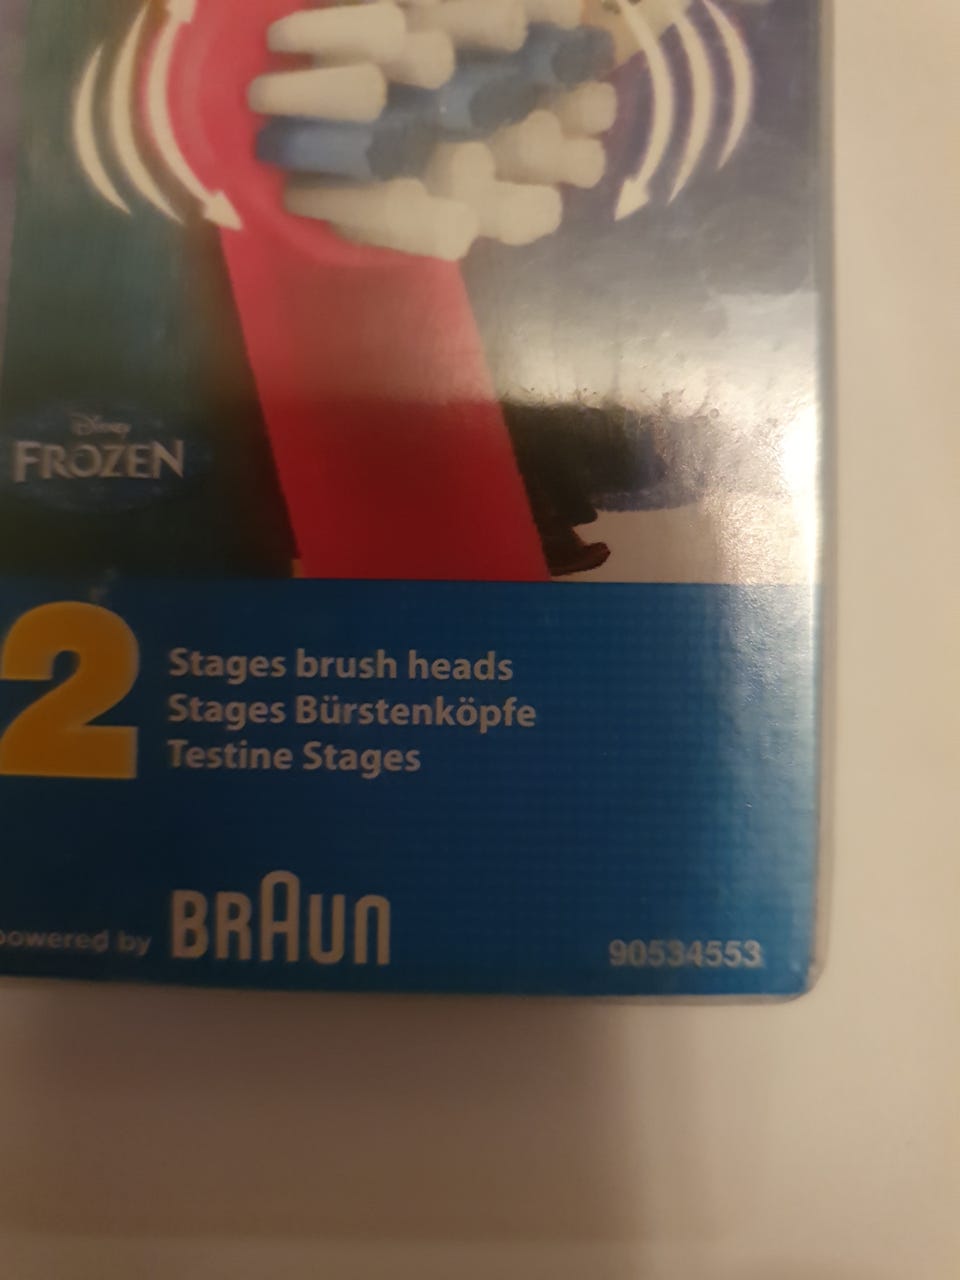 Disney
FROZEN
2
Stages brush heads
Stages Bürstenköpfe
Testine Stages
powered by BRAUN
90534553